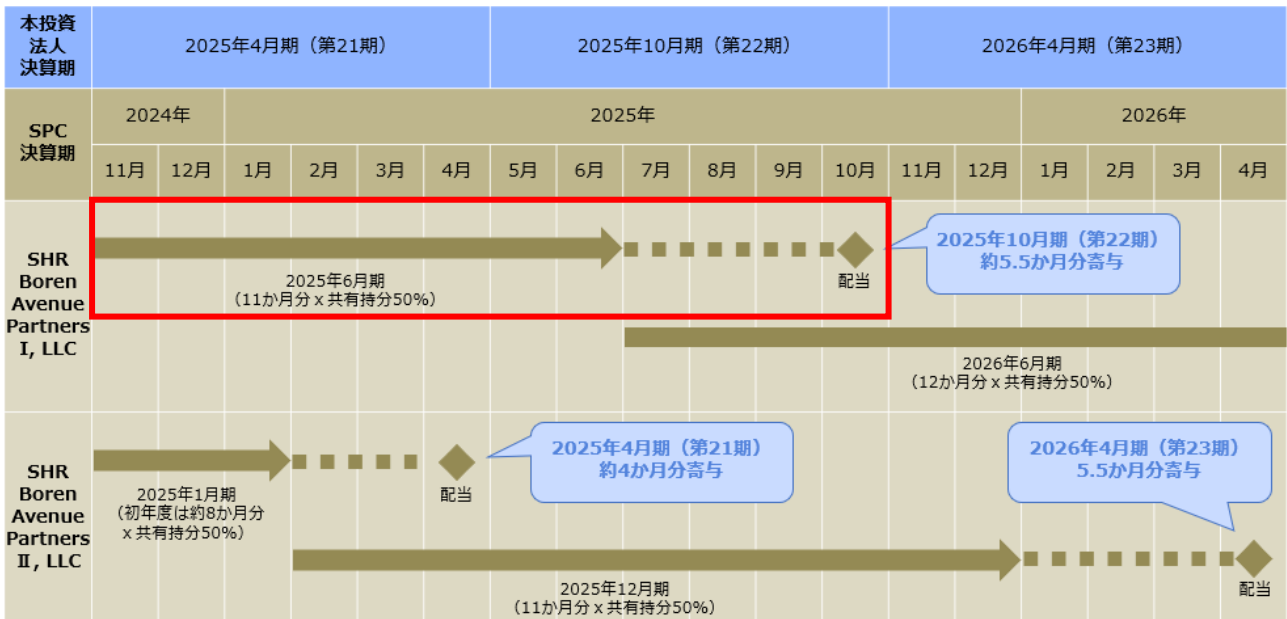 本投資
法人
決算期
2025年4月期（第21期）
2025年10月期（第22期）
2026年4月期（第23期）
SPC
決算期
2024年
2025年
2026年
11月 12月 1月 2月 3月 4月 5月 6月 7月 8月 9月 10月 11月 12月 1月 2月 3月 4月
SHR
Boren
Avenue
Partners
I, LLC
2025年6月期
（11か月分ｘ共有持分50%）
配当
2025年10月期（第22期）
約5.5か月分寄与
2026年6月期
（12か月分ｘ共有持分50%）
SHR
Boren
Avenue
Partners
Ⅱ, LLC
2025年1月期
（初年度は約8か月分
ｘ共有持分50%）
配当
2025年4月期（第21期）
約4か月分寄与
2025年12月期
（11か月分ｘ共有持分50%）
2026年4月期（第23期）
5.5か月分寄与
配当